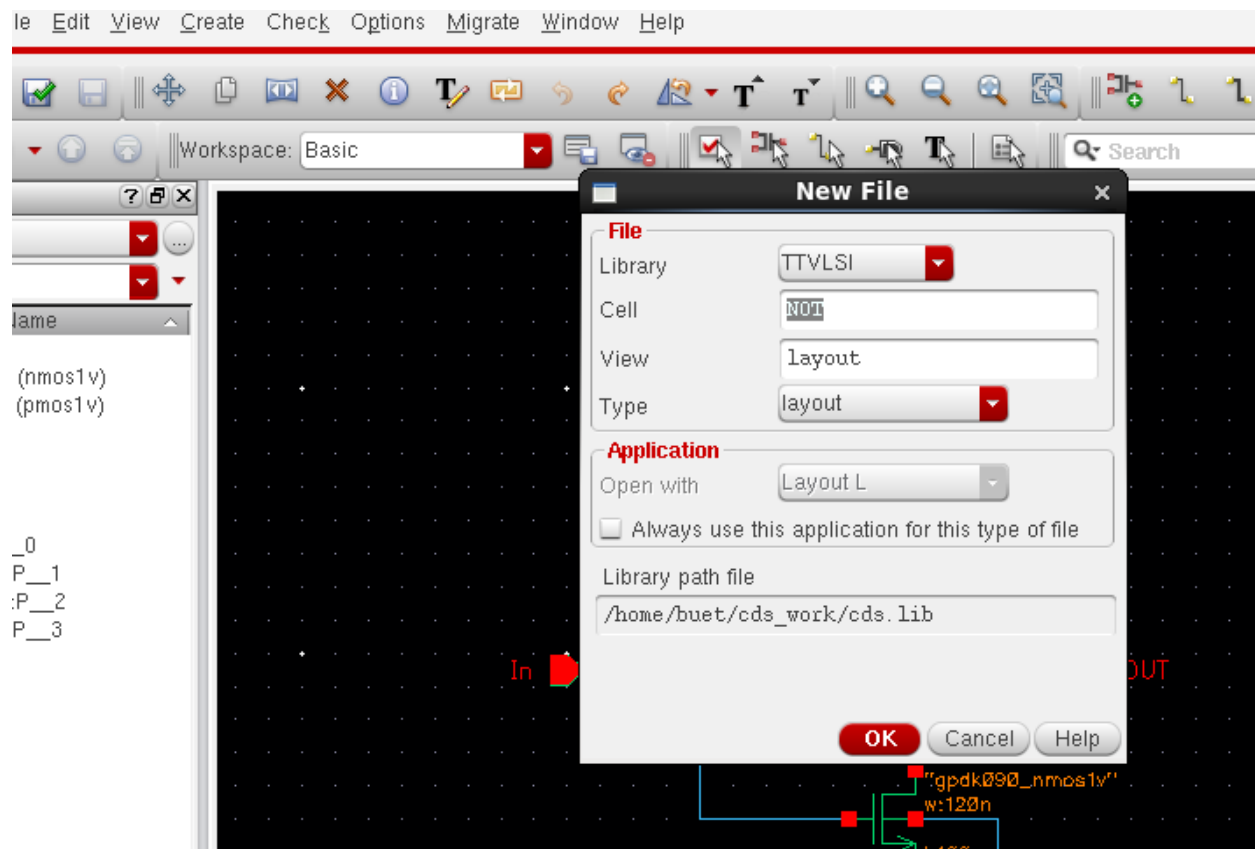 le Edit View Create Check Options Migrate Window Help
Workspace: Basic
Search
New File
File
Library TTVLSI
Cell NOT
View layout
Type layout
Application
Open with Layout L
Always use this application for this type of file
Library path file
/home/buet/cds_work/cds.lib
OK Cancel Help
Name
(nmos1v)
(pmos1v)
_0
P__1
:P__2
P__3
In
OUT
"gpdk090_nmos1v"
w:120n